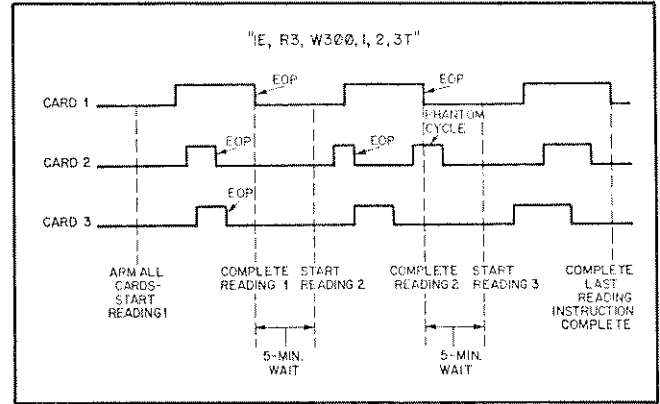 "IE, R3, W300, 1, 2, 3T"
EOP
EOP
CARD 1
PHANTOM
CYCLE
EOP
EOP
CARD 2
EOP
CARD 3
ARM ALL
CARDS-
START
READING 1
COMPLETE
READING 1
START
READING 2
COMPLETE
READING 2
START
READING 3
COMPLETE
LAST
READING
INSTRUCTION
COMPLETE
5-MIN.
WAIT
5-MIN.
WAIT